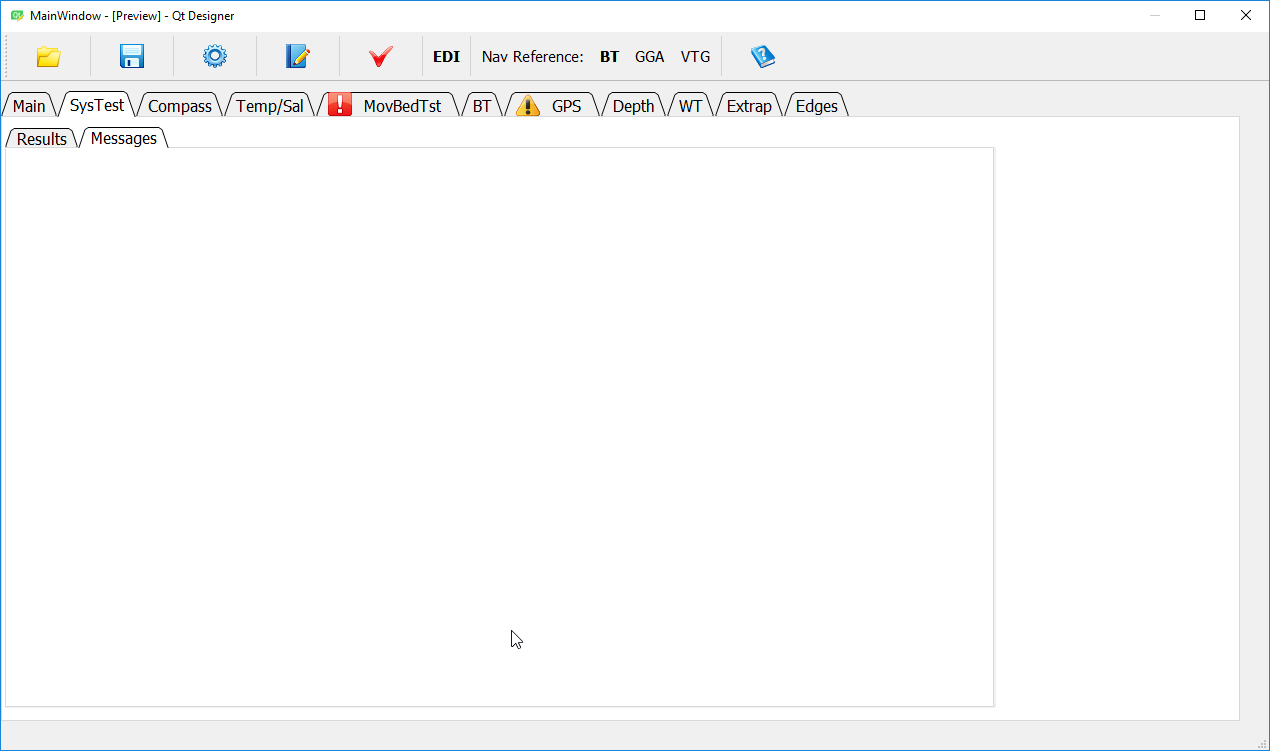 MainWindow - [Preview] - Qt Designer
EDI Nav Reference: BT GGA VTG
Main SysTest Compass Temp/Sal MovBedTst BT GPS Depth WT Extrap Edges
Results Messages